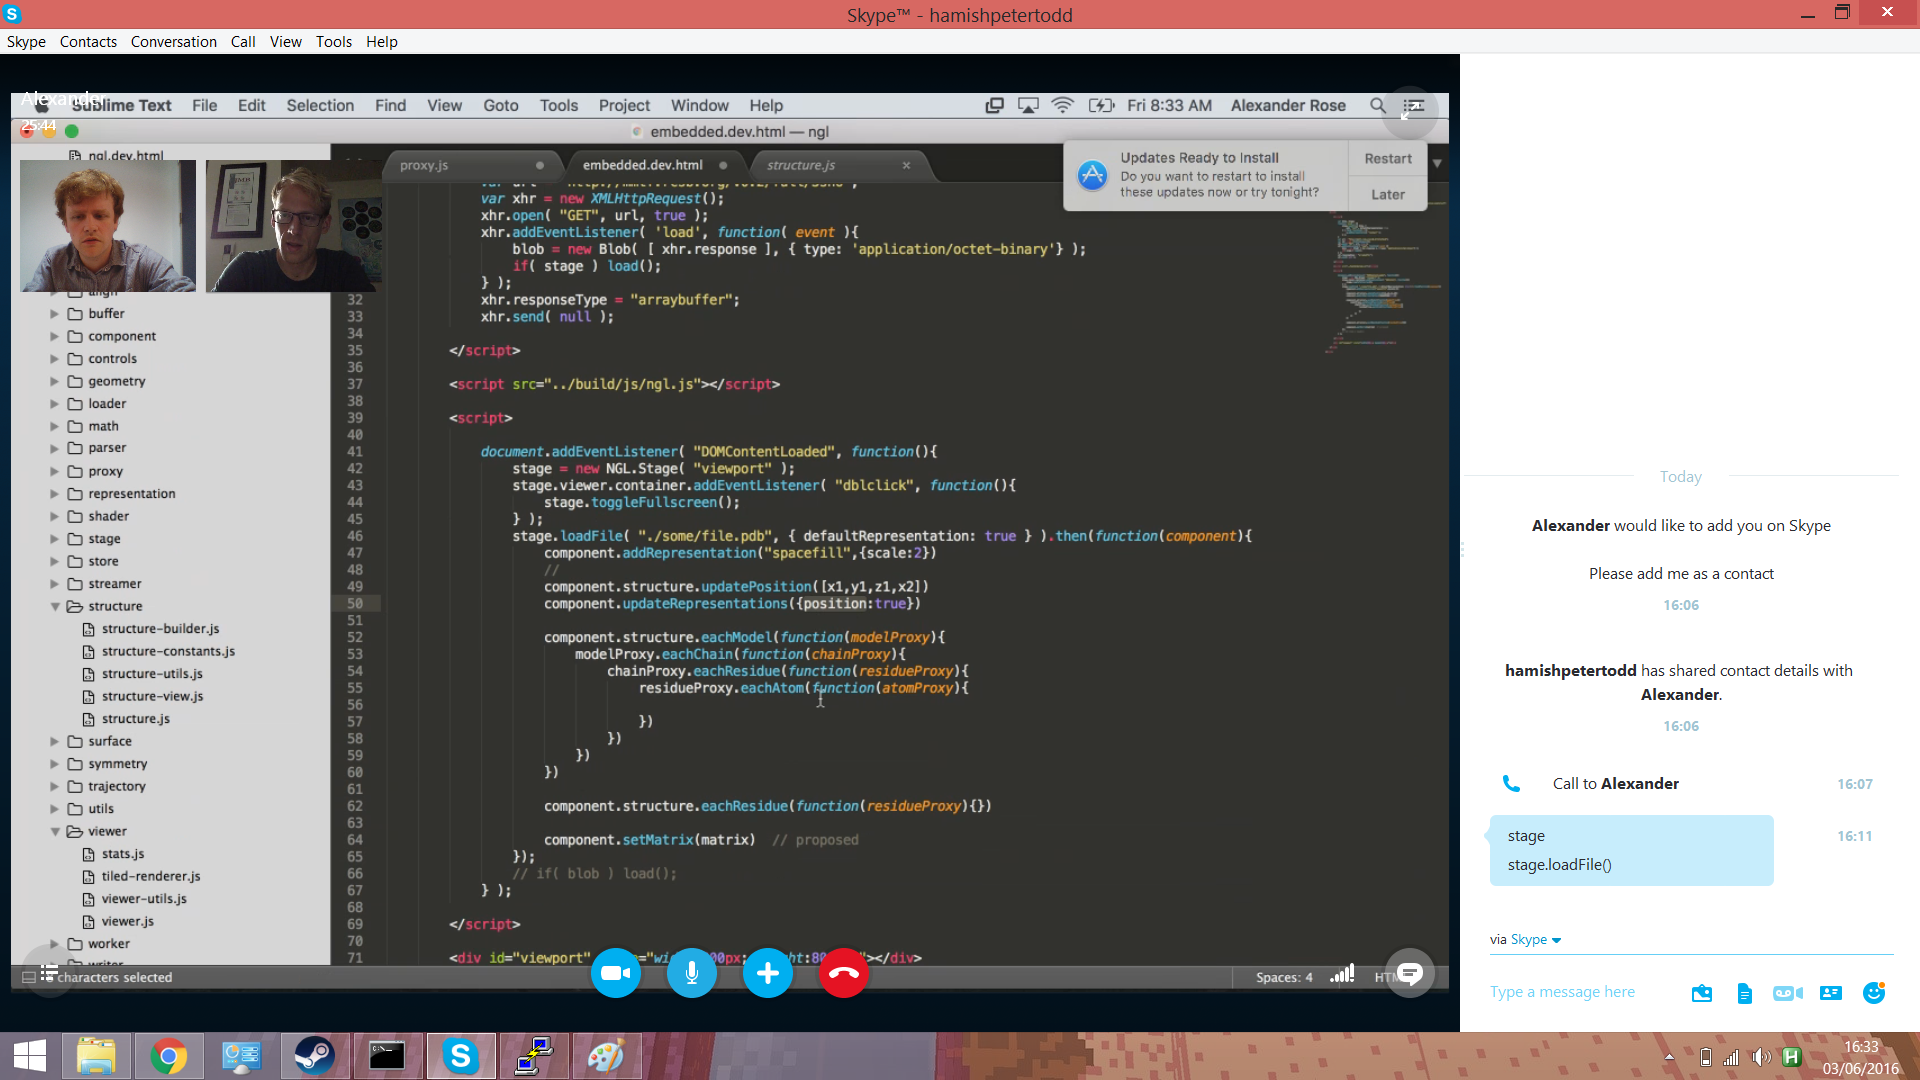 Skype™ - hamishpetertodd
Skype Contacts Conversation Call View Tools Help
Alexander
25:44
Sublime Text File Edit Selection Find View Goto Tools Project Window Help
Fri 8:33 AM Alexander Rose
embedded.dev.html — ngl
ngl.dev.html
proxy.js
embedded.dev.html
structure.js
Updates Ready to Install
Do you want to restart to install
these updates now or try tonight?
Restart
Later
align
buffer
component
controls
geometry
loader
math
parser
proxy
representation
shader
stage
store
streamer
structure
structure-builder.js
structure-constants.js
structure-utils.js
structure-view.js
structure.js
surface
symmetry
trajectory
utils
viewer
stats.js
tiled-renderer.js
viewer-utils.js
viewer.js
worker
writer
var xhr = new XMLHttpRequest();
xhr.open( "GET", url, true );
xhr.addEventListener( 'load', function( event ){
blob = new Blob( [ xhr.response ], { type: 'application/octet-binary'} );
if( stage ) load();
} );
32 xhr.responseType = "arraybuffer";
33 xhr.send( null );
34
35 </script>
36
37 <script src="../build/js/ngl.js"></script>
38
39 <script>
40
41 document.addEventListener( "DOMContentLoaded", function(){
42 stage = new NGL.Stage( "viewport" );
43 stage.viewer.container.addEventListener( "dblclick", function(){
44 stage.toggleFullscreen();
45 } );
46 stage.loadFile( "./some/file.pdb", { defaultRepresentation: true } ).then(function(component){
47 component.addRepresentation("spacefill",{scale:2})
48 //
49 component.structure.updatePosition([x1,y1,z1,x2])
50 component.updateRepresentations({position:true})
51
52 component.structure.eachModel(function(modelProxy){
53 modelProxy.eachChain(function(chainProxy){
54 chainProxy.eachResidue(function(residueProxy){
55 residueProxy.eachAtom(function(atomProxy){
56
57 })
58 })
59 })
60 })
61
62 component.structure.eachResidue(function(residueProxy){})
63
64 component.setMatrix(matrix) // proposed
65 });
66 // if( blob ) load();
67 } );
68
69 </script>
70
71 <div id="viewport" "></div>
characters selected
Spaces: 4
Today
Alexander would like to add you on Skype
Please add me as a contact
16:06
hamishpetertodd has shared contact details with
Alexander.
16:06
Call to Alexander 16:07
stage 16:11
stage.loadFile()
via Skype
Type a message here
16:33
03/06/2016